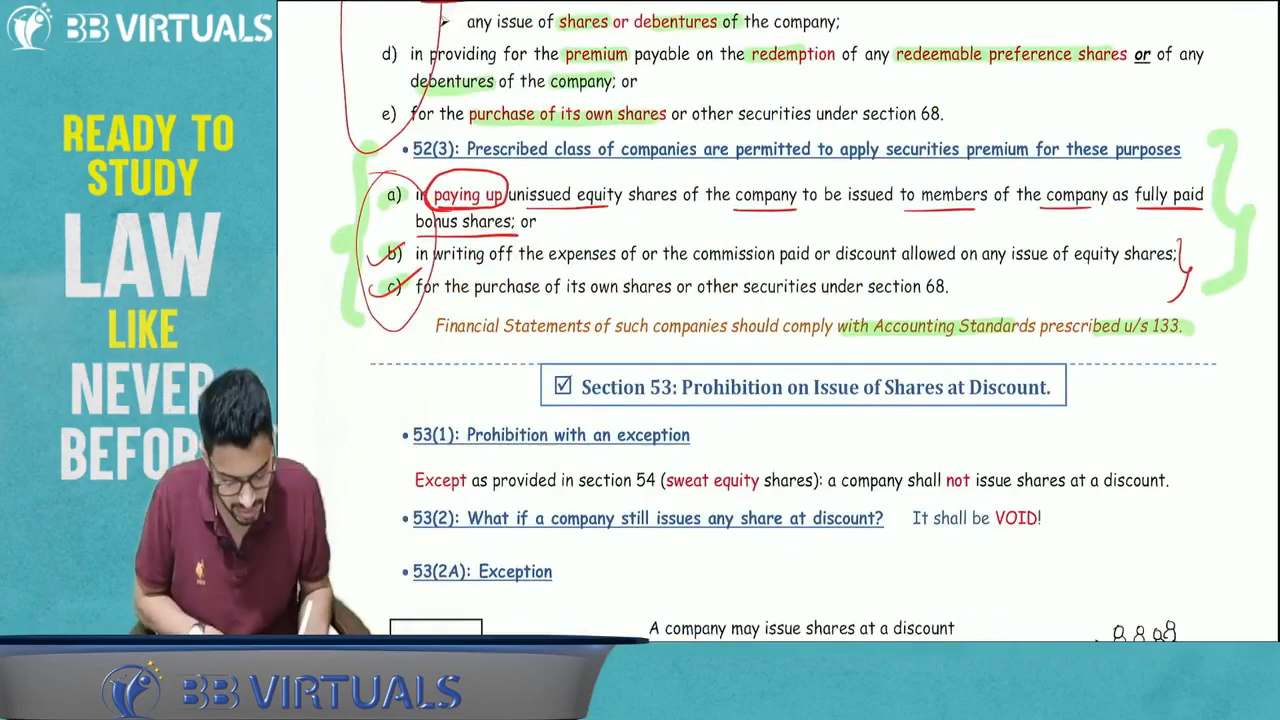 BB VIRTUALS
READY TO
STUDY
LAW
LIKE
NEVER
BEFOR
➤ any issue of shares or debentures of the company;
d) in providing for the premium payable on the redemption of any redeemable preference shares or of any
debentures of the company; or
e) for the purchase of its own shares or other securities under section 68.
• 52(3): Prescribed class of companies are permitted to apply securities premium for these purposes
a) in paying up unissued equity shares of the company to be issued to members of the company as fully paid
bonus shares; or
b) in writing off the expenses of or the commission paid or discount allowed on any issue of equity shares;
c) for the purchase of its own shares or other securities under section 68.
Financial Statements of such companies should comply with Accounting Standards prescribed u/s 133.
☑ Section 53: Prohibition on Issue of Shares at Discount.
• 53(1): Prohibition with an exception
Except as provided in section 54 (sweat equity shares): a company shall not issue shares at a discount.
• 53(2): What if a company still issues any share at discount? It shall be VOID!
• 53(2A): Exception
A company may issue shares at a discount
BB VIRTUALS